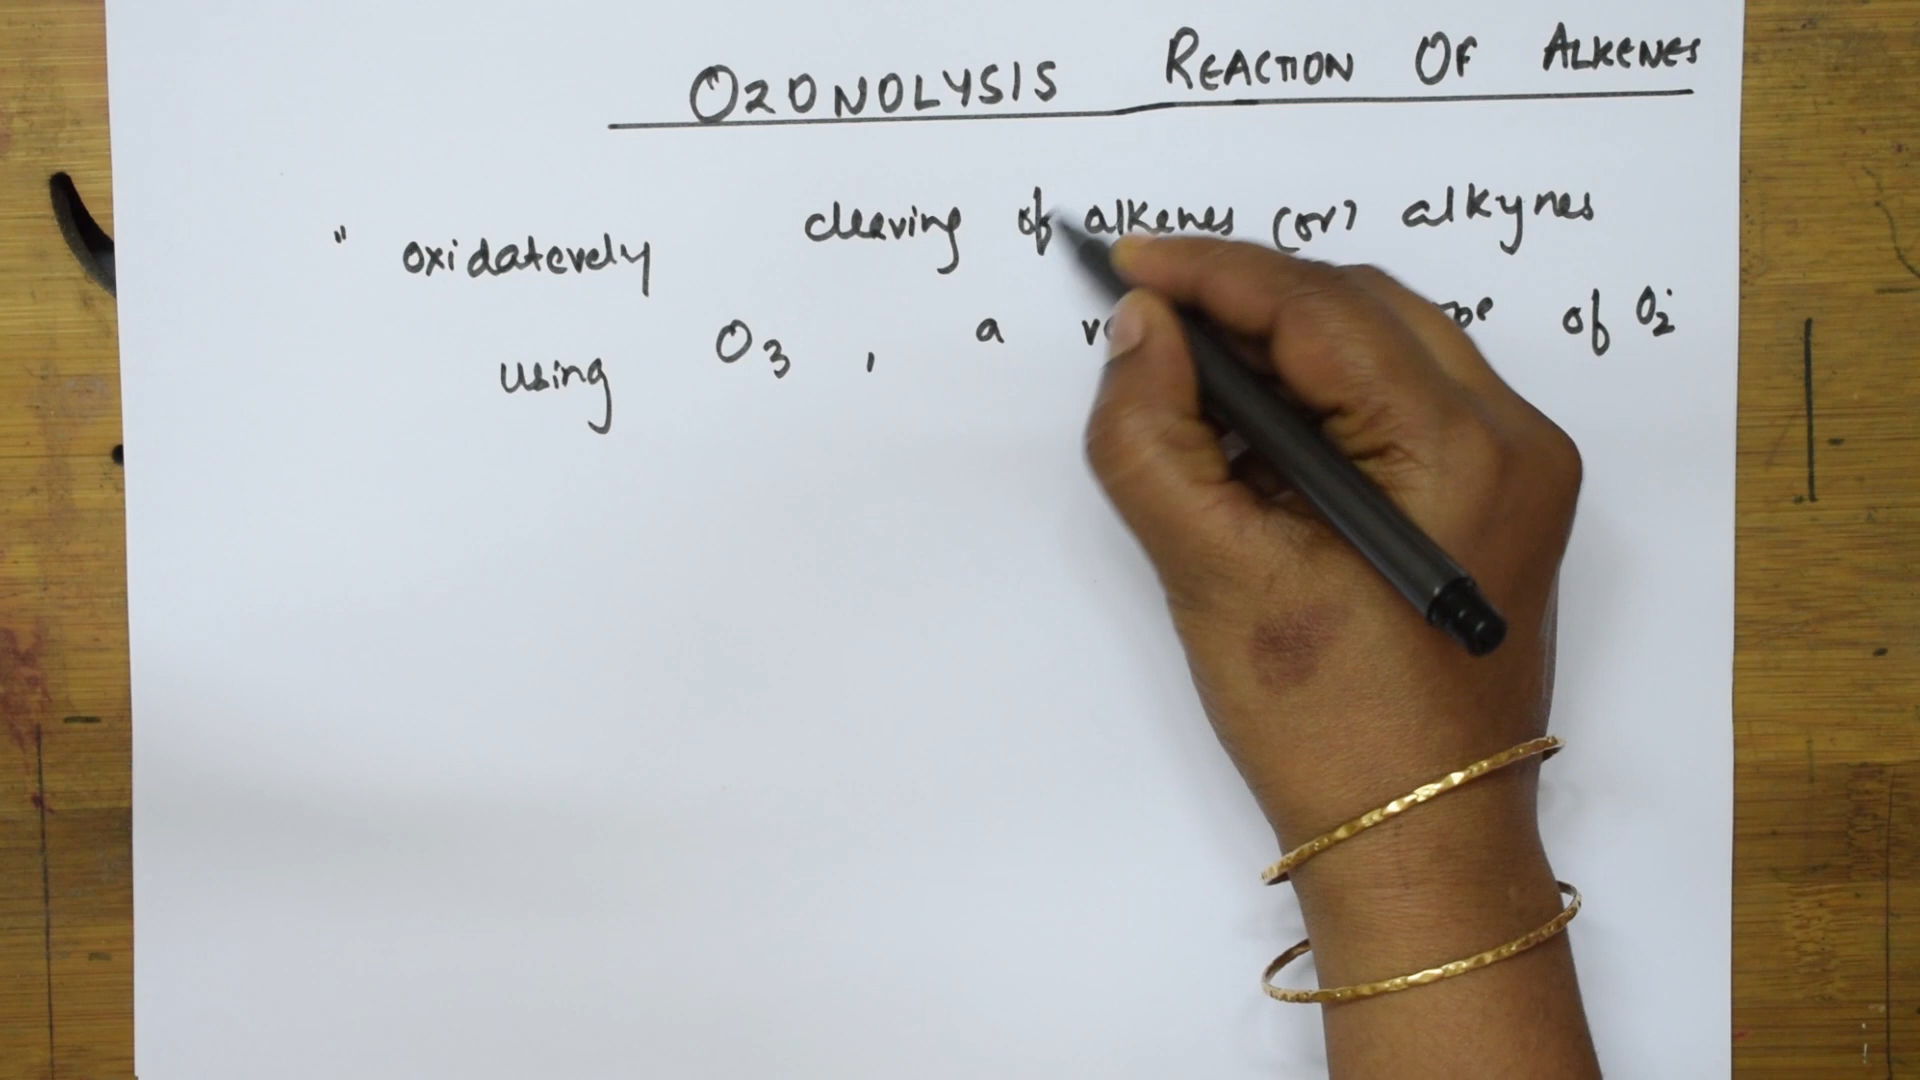 OZONOLYSIS REACTION OF ALKENES
" oxidatevely cleaving of alkenes (or) alkynes
using O3 , a of O2